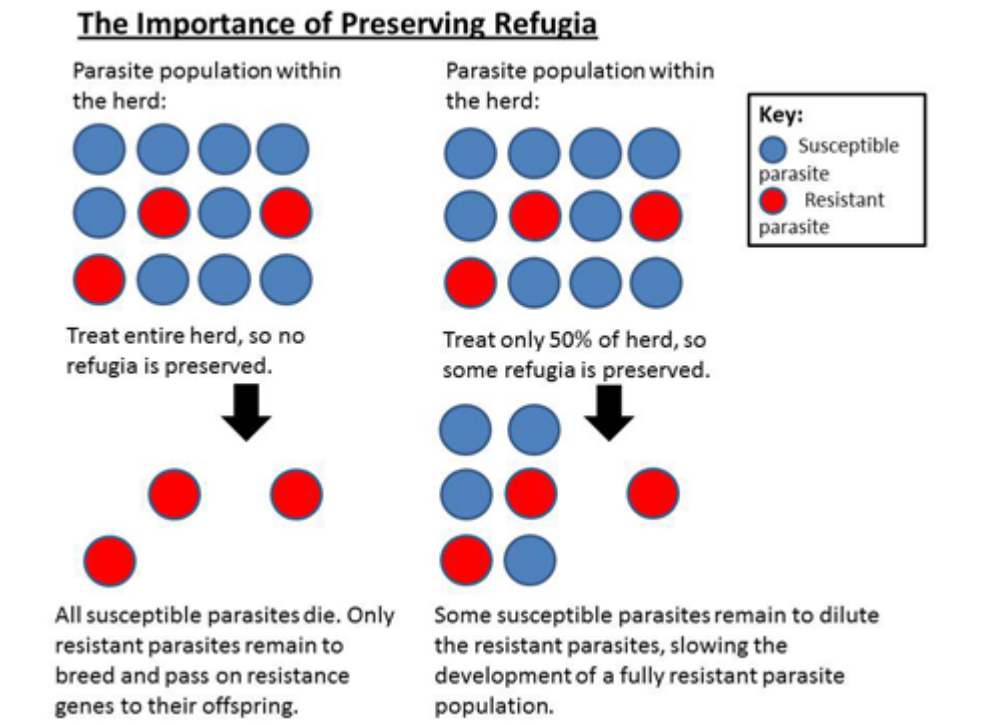 The Importance of Preserving Refugia
Parasite population within
the herd:
Treat entire herd, so no
refugia is preserved.
All susceptible parasites die. Only
resistant parasites remain to
breed and pass on resistance
genes to their offspring.
Parasite population within
the herd:
Treat only 50% of herd, so
some refugia is preserved.
Some susceptible parasites remain to dilute
the resistant parasites, slowing the
development of a fully resistant parasite
population.
Key:
Susceptible
parasite
Resistant
parasite